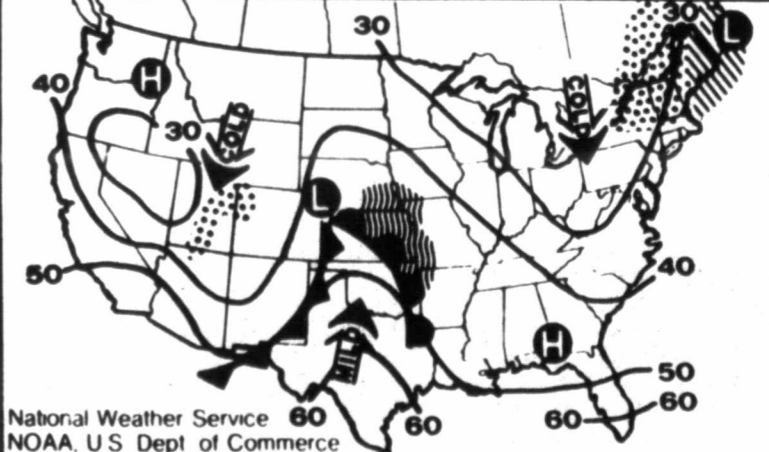 30
30
L
H
40
COLD
COLD
30
L
50
40
H
MILD
50
60
60
60
60
National Weather Service
NOAA, U S Dept of Commerce